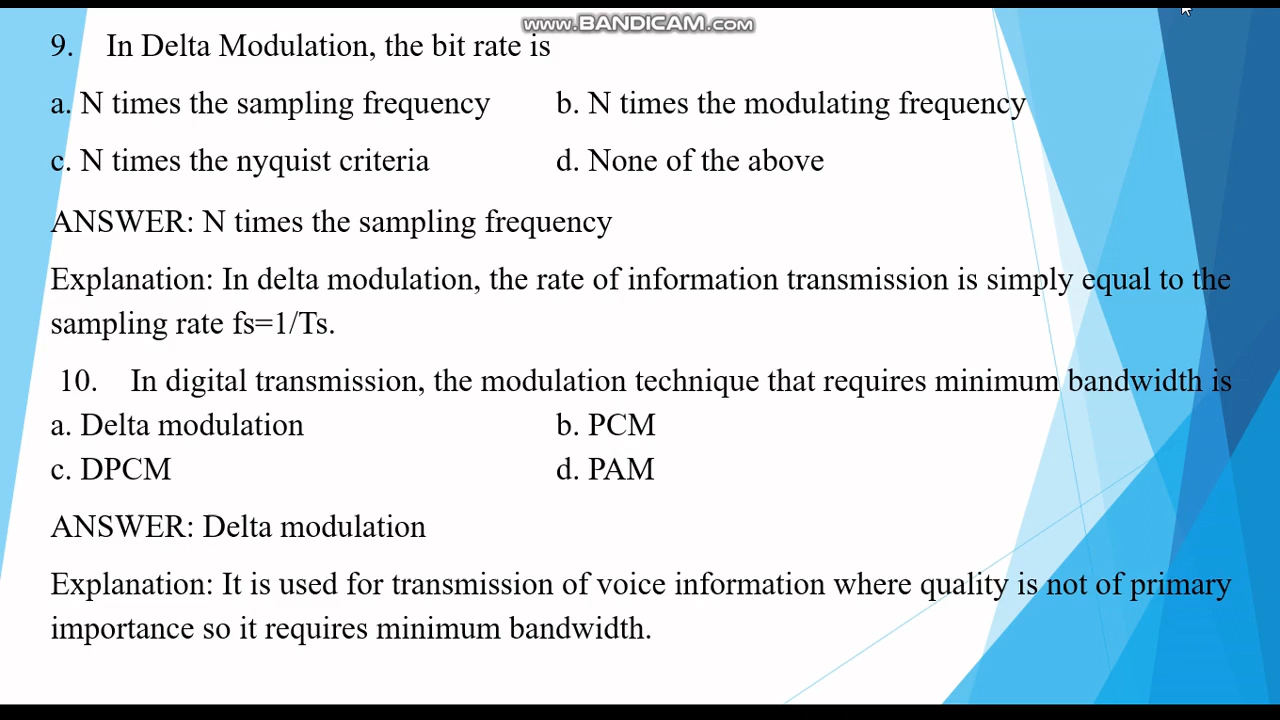 www.BANDICAM.com
9. In Delta Modulation, the bit rate is
a. N times the sampling frequency b. N times the modulating frequency
c. N times the nyquist criteria d. None of the above
ANSWER: N times the sampling frequency
Explanation: In delta modulation, the rate of information transmission is simply equal to the
sampling rate fs=1/Ts.
10. In digital transmission, the modulation technique that requires minimum bandwidth is
a. Delta modulation b. PCM
c. DPCM d. PAM
ANSWER: Delta modulation
Explanation: It is used for transmission of voice information where quality is not of primary
importance so it requires minimum bandwidth.